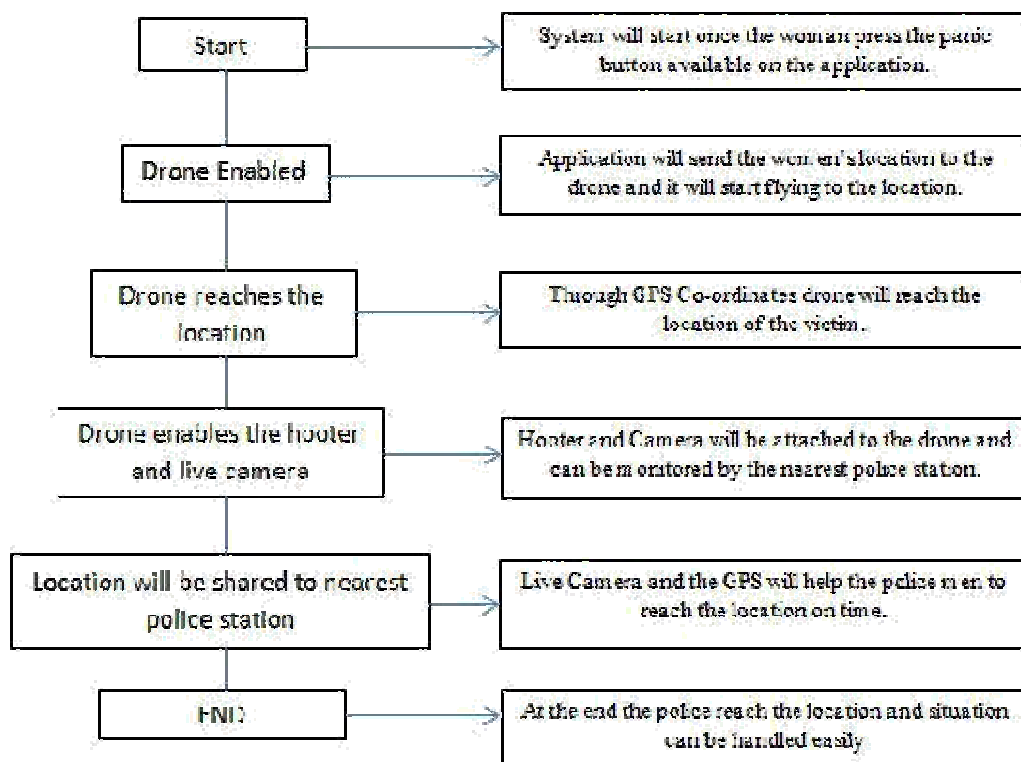 Start
System will start once the woman press the panic
button available on the application.
Drone Enabled
Application will send the women'slocation to the
drone and it will start flying to the location.
Drone reaches the
location
Through GPS Co-ordinates drone will reach the
location of the victim.
Drone enables the hooter
and live camera
Hooter and Camera will be attached to the drone and
can be monitored by the nearest police station.
Location will be shared to nearest
police station
Live Camera and the GPS will help the police men to
reach the location on time.
END
At the end the police reach the location and situation
can be handled easily